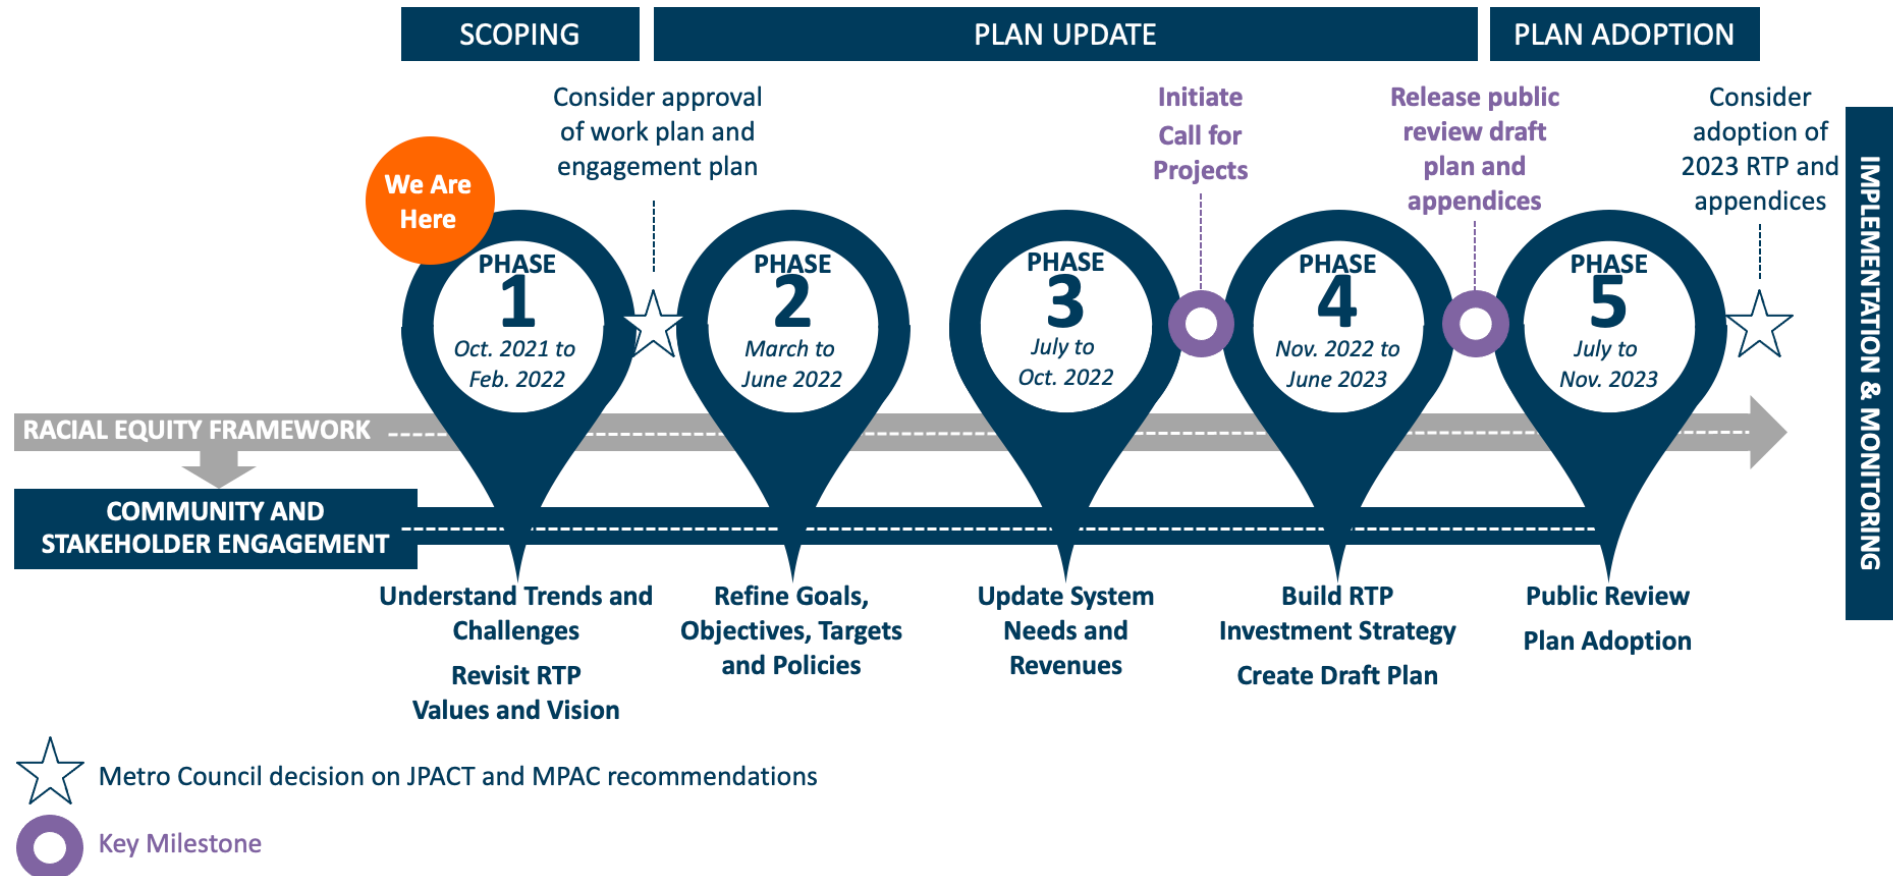 SCOPING
PLAN UPDATE
PLAN ADOPTION
Consider approval
of work plan and
engagement plan
Initiate
Call for
Projects
Release public
review draft
plan and
appendices
Consider
adoption of
2023 RTP and
appendices
We Are
Here
PHASE
1
Oct. 2021 to
Feb. 2022
PHASE
2
March to
June 2022
PHASE
3
July to
Oct. 2022
PHASE
4
Nov. 2022 to
June 2023
PHASE
5
July to
Nov. 2023
IMPLEMENTATION & MONITORING
RACIAL EQUITY FRAMEWORK
COMMUNITY AND
STAKEHOLDER ENGAGEMENT
Understand Trends and
Challenges
Revisit RTP
Values and Vision
Refine Goals,
Objectives, Targets
and Policies
Update System
Needs and
Revenues
Build RTP
Investment Strategy
Create Draft Plan
Public Review
Plan Adoption
Metro Council decision on JPACT and MPAC recommendations
Key Milestone